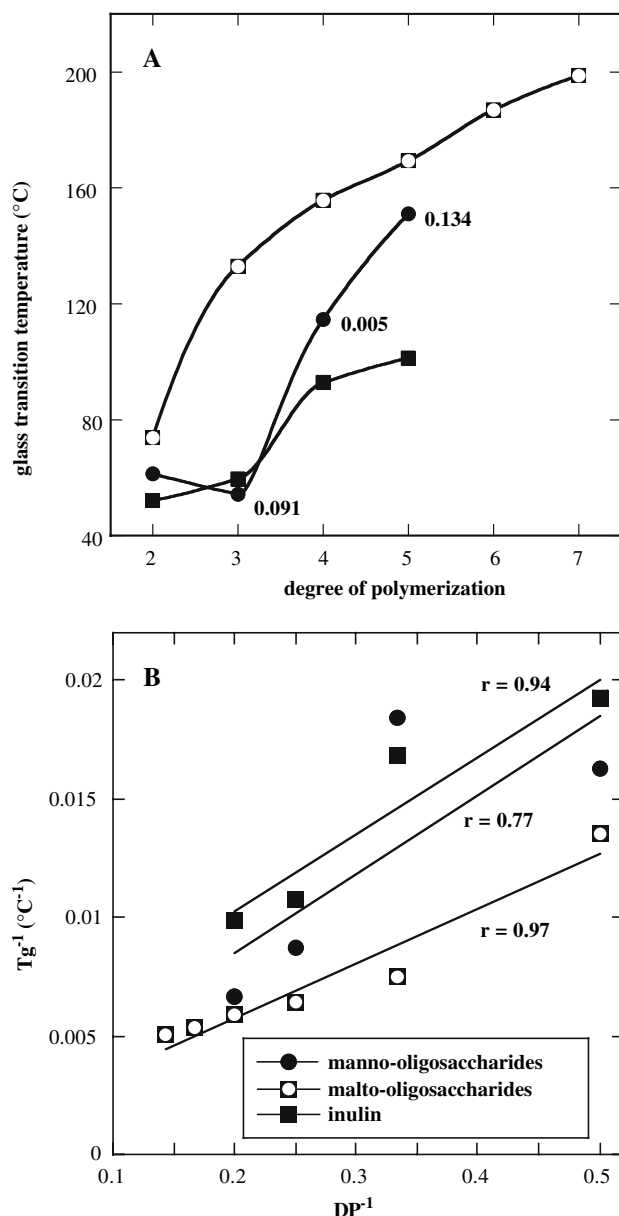 A
200
160
120
80
40
glass transition temperature (°C)
0.134
0.005
0.091
2 3 4 5 6 7
degree of polymerization
B
0.02
0.015
0.01
0.005
0
Tg⁻¹ (°C⁻¹)
r = 0.94
r = 0.77
r = 0.97
manno-oligosaccharides
malto-oligosaccharides
inulin
0.1 0.2 0.3 0.4 0.5
DP⁻¹